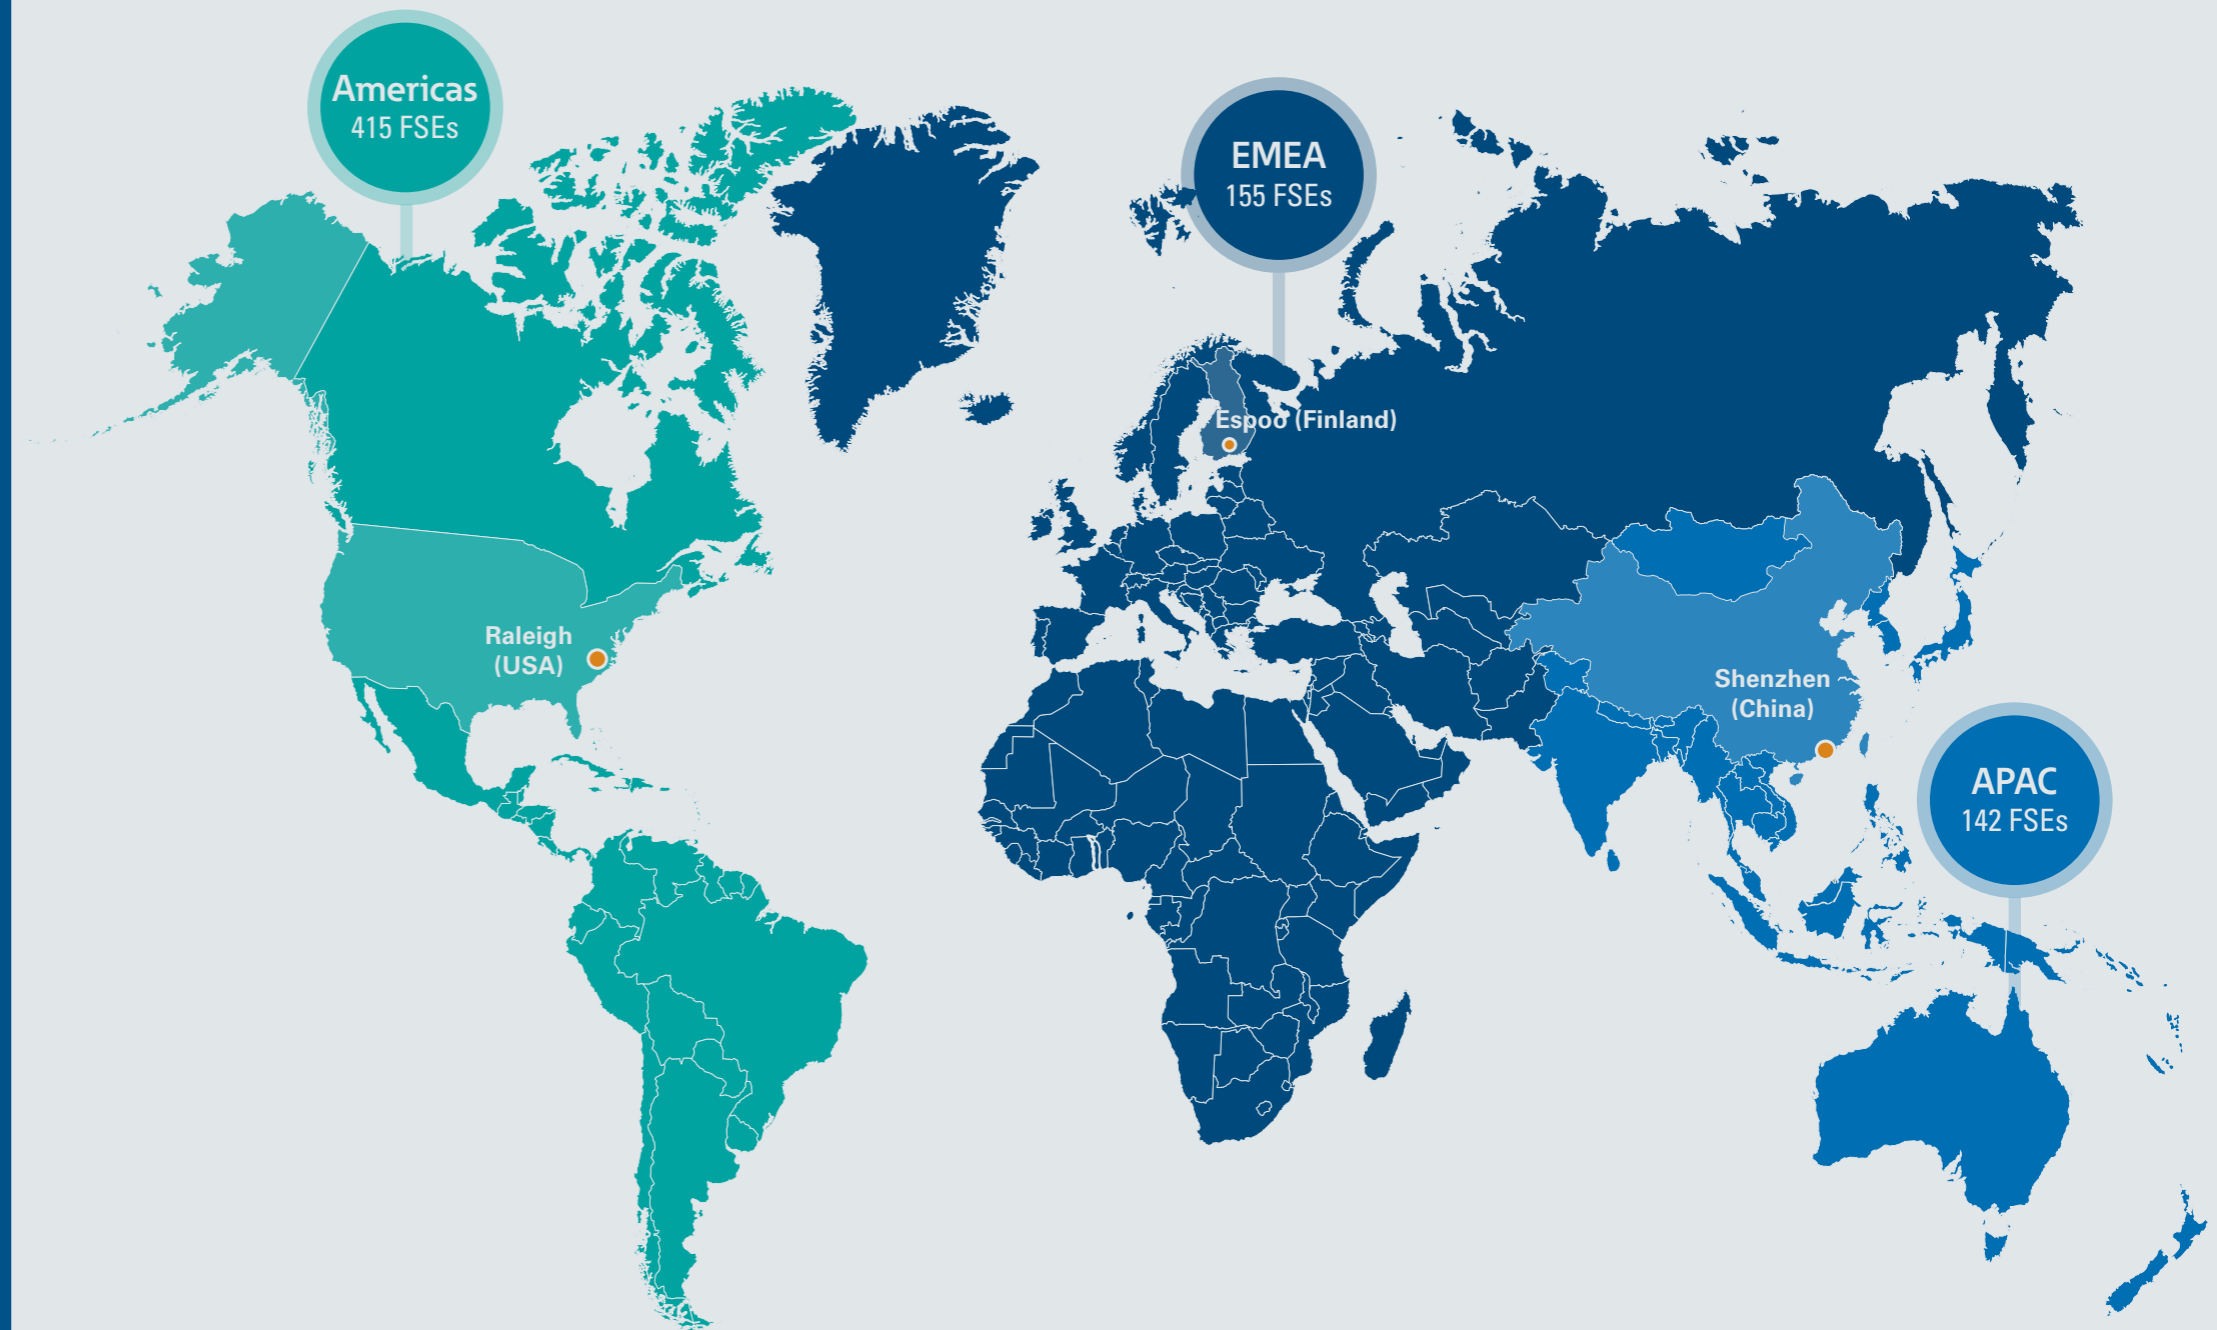 Americas
415 FSEs
EMEA
155 FSEs
Espoo (Finland)
Raleigh
(USA)
Shenzhen
(China)
APAC
142 FSEs